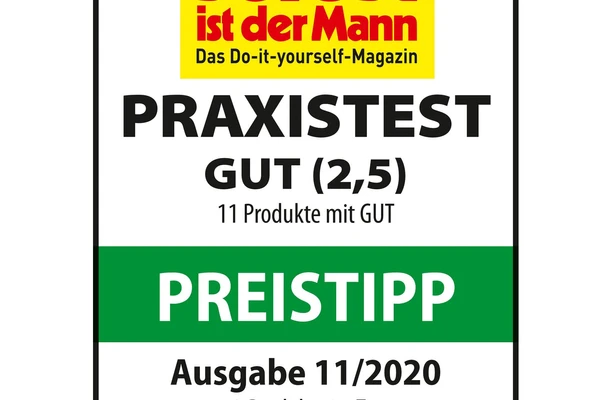 ist der Mann
Das Do-it-yourself-Magazin
PRAXISTEST
GUT (2,5)
11 Produkte mit GUT
PREISTIPP
Ausgabe 11/2020